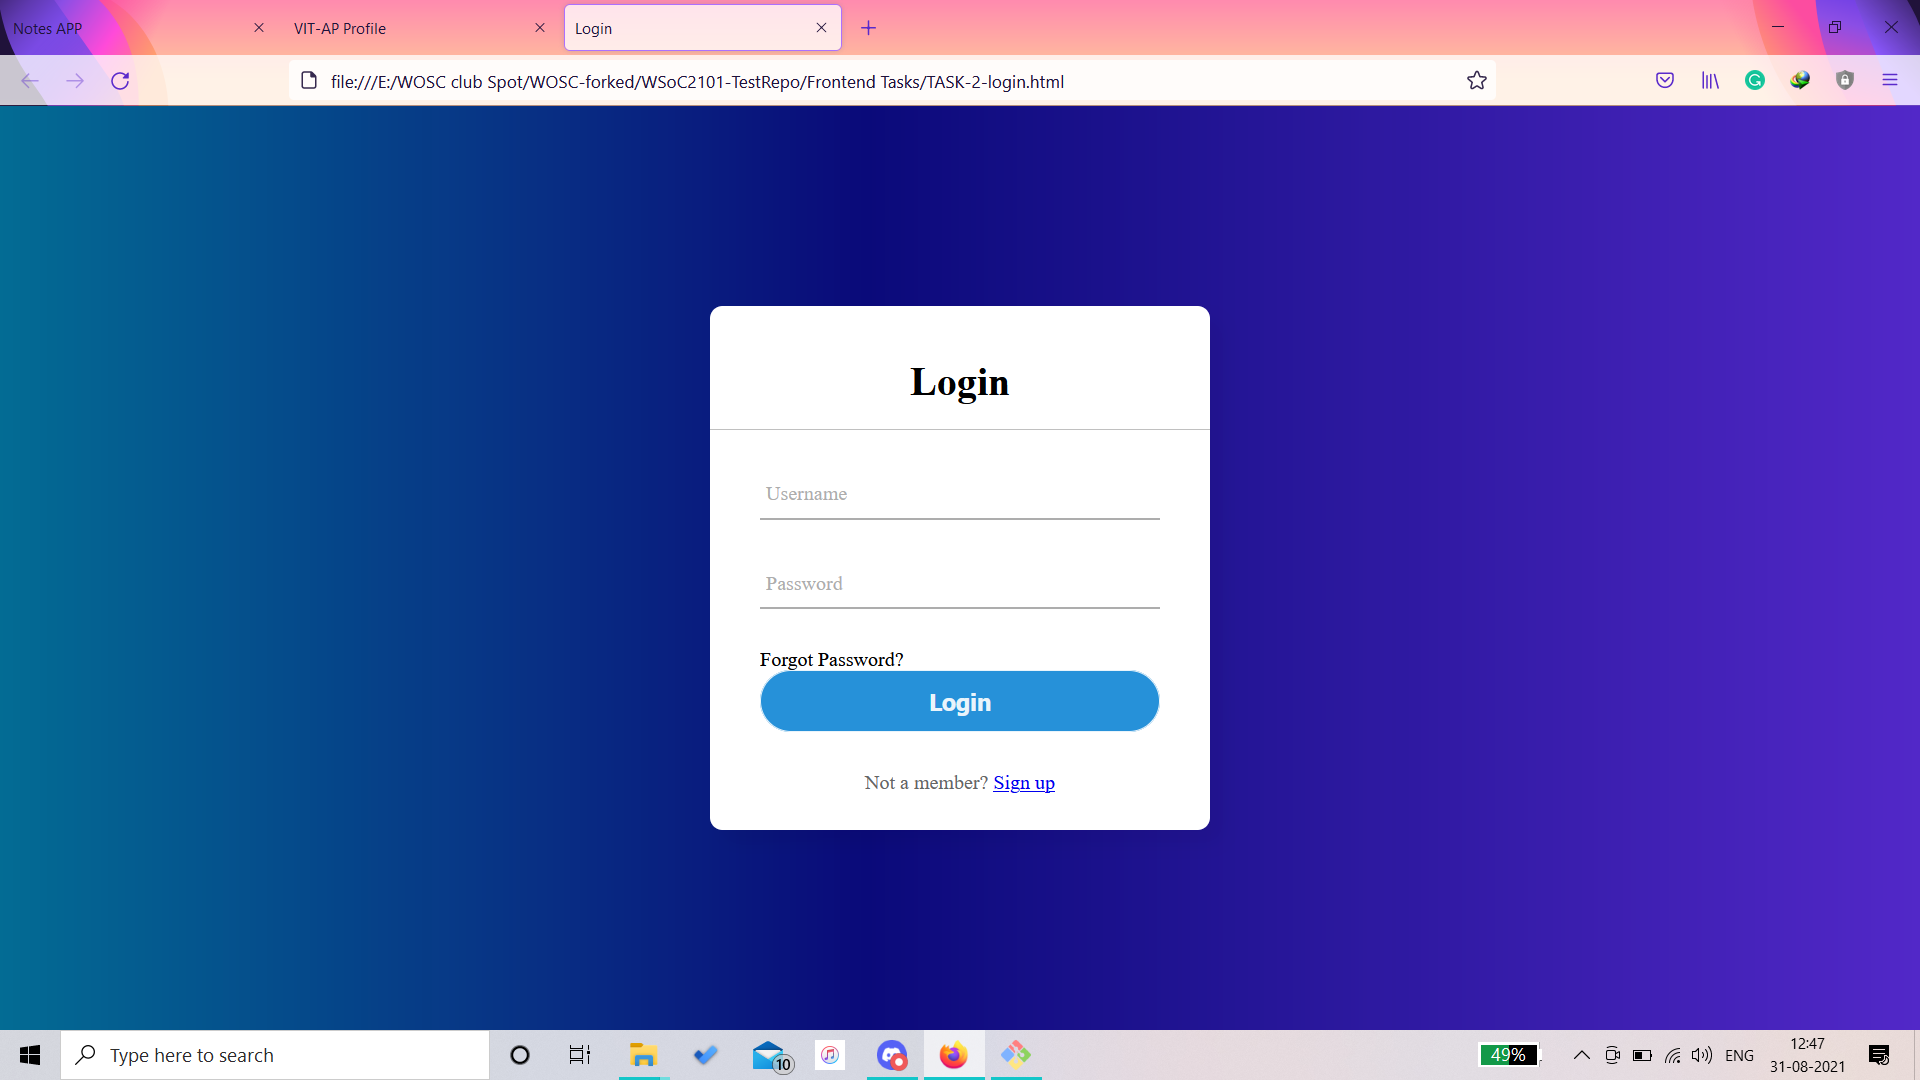 Notes APP
VIT-AP Profile
Login
file:///E:/WOSC club Spot/WOSC-forked/WSoC2101-TestRepo/Frontend Tasks/TASK-2-login.html
Login
Username
Password
Forgot Password?
Login
Not a member? Sign up
Type here to search
10
49%
ENG
12:47
31-08-2021
3